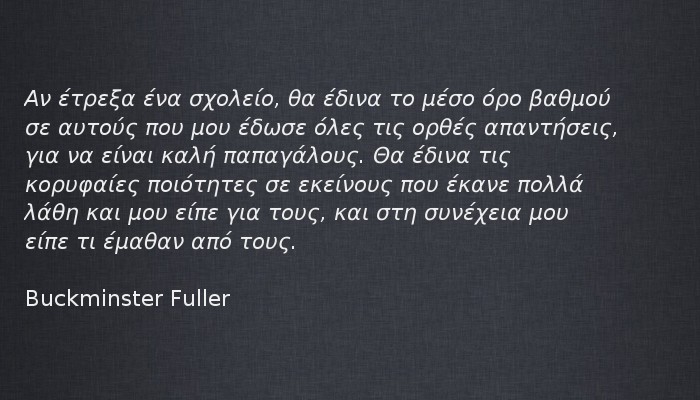 Αν έτρεξα ένα σχολείο, θα έδινα το μέσο όρο βαθμού
σε αυτούς που μου έδωσε όλες τις ορθές απαντήσεις,
για να είναι καλή παπαγάλους. Θα έδινα τις
κορυφαίες ποιότητες σε εκείνους που έκανε πολλά
λάθη και μου είπε για τους, και στη συνέχεια μου
είπε τι έμαθαν από τους.
Buckminster Fuller